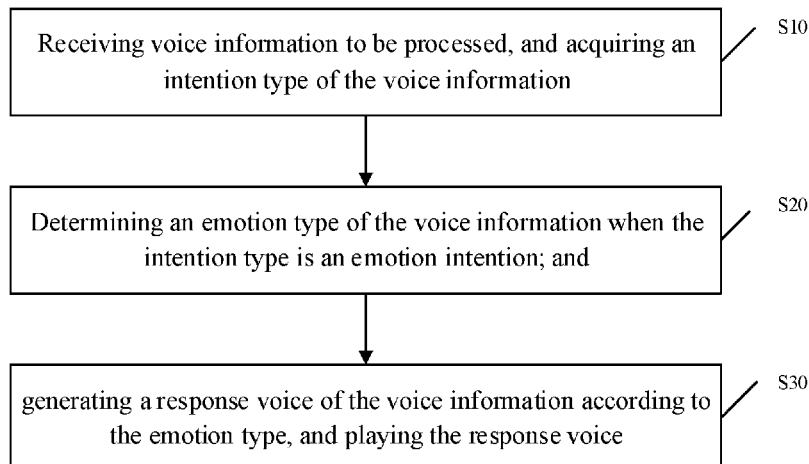 Receiving voice information to be processed, and acquiring an
intention type of the voice information
S10
Determining an emotion type of the voice information when the
intention type is an emotion intention; and
S20
generating a response voice of the voice information according to
the emotion type, and playing the response voice
S30